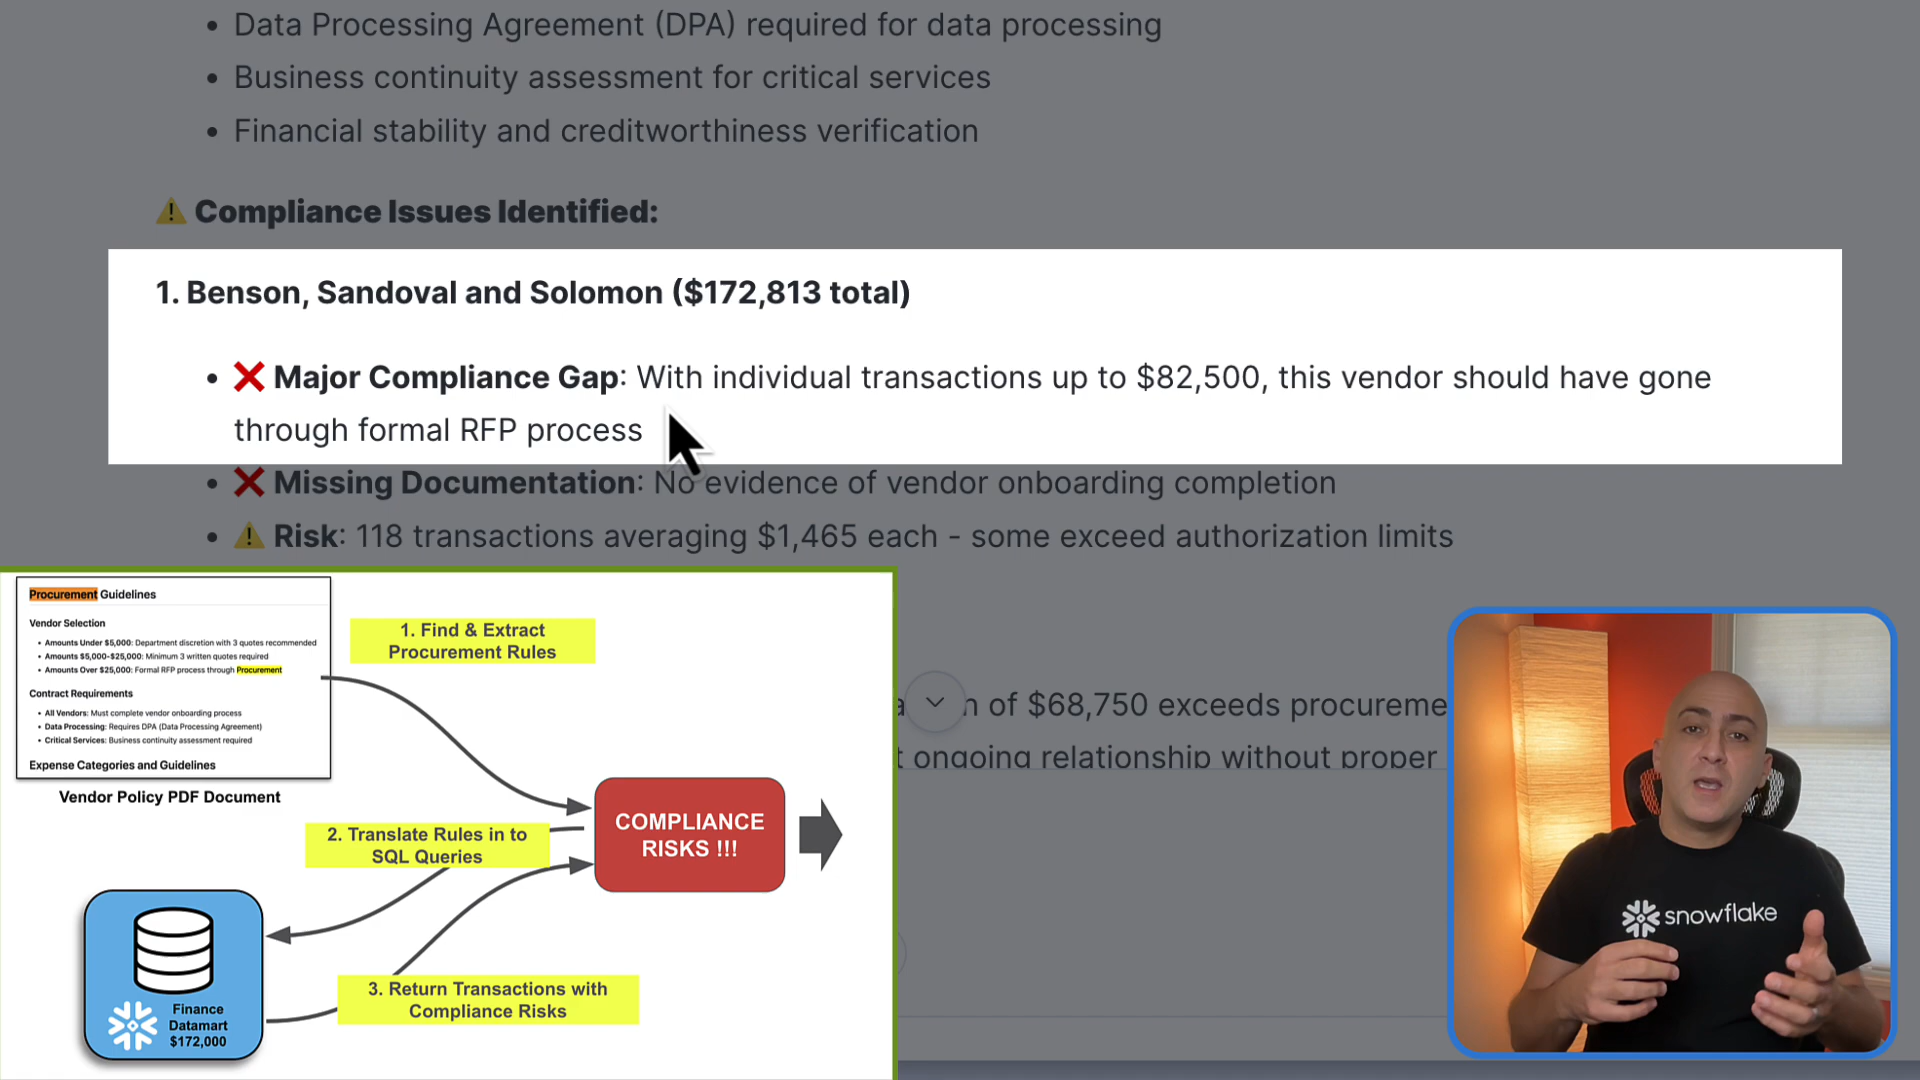 Data Processing Agreement (DPA) required for data processing
Business continuity assessment for critical services
Financial stability and creditworthiness verification
Compliance Issues Identified:
1. Benson, Sandoval and Solomon ($172,813 total)
Major Compliance Gap: With individual transactions up to $82,500, this vendor should have gone
through formal RFP process
Missing Documentation: No evidence of vendor onboarding completion
Risk: 118 transactions averaging $1,465 each - some exceed authorization limits
of $68,750 exceeds procureme
ongoing relationship without proper
Procurement Guidelines
Vendor Selection
Amounts Under $5,000: Department discretion with 3 quotes recommended
Amounts $5,000-$25,000: Minimum 3 written quotes required
Amounts Over $25,000: Formal RFP process through Procurement
Contract Requirements
All Vendors: Must complete vendor onboarding process
Data Processing: Requires DPA (Data Processing Agreement)
Critical Services: Business continuity assessment required
Expense Categories and Guidelines
Vendor Policy PDF Document
1. Find & Extract
Procurement Rules
2. Translate Rules in to
SQL Queries
COMPLIANCE
RISKS !!!
3. Return Transactions with
Compliance Risks
Finance
Datamart
$172,000
snowflake